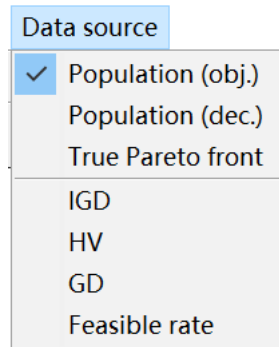 Data source
Population (obj.)
Population (dec.)
True Pareto front
IGD
HV
GD
Feasible rate